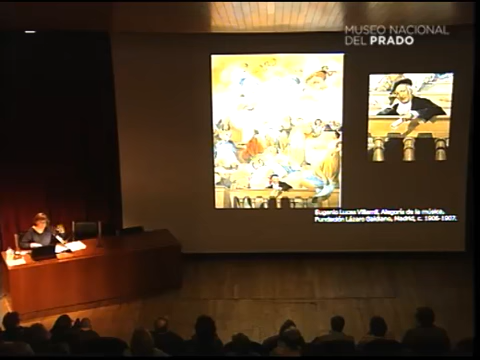 MUSEO NACIONAL
DEL PRADO
Eugenio Lucas Villamil, Alegoría de la música.
Fundación Lázaro Galdiano, Madrid, c. 1906-1907.